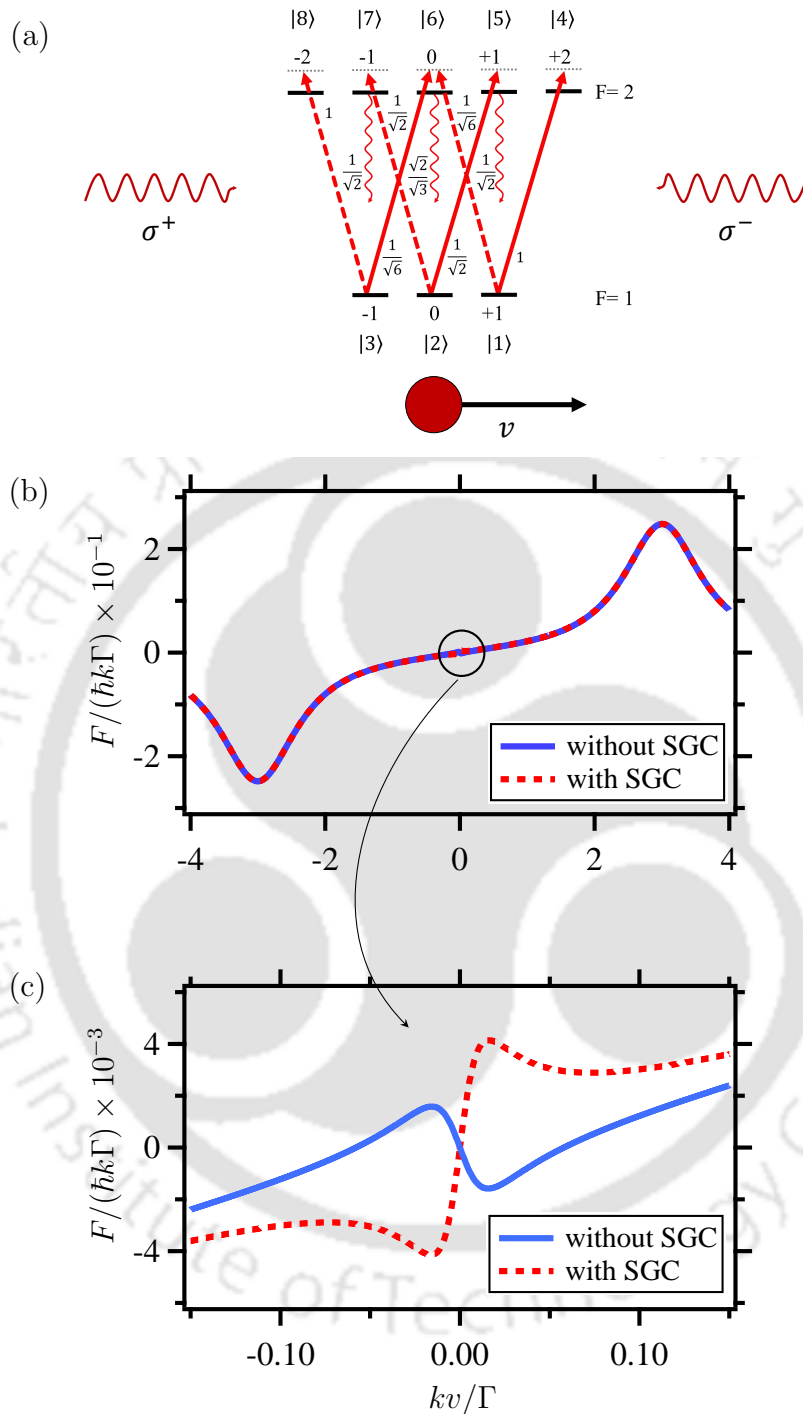 (a)
|8⟩ |7⟩ |6⟩ |5⟩ |4⟩
-2 -1 0 +1 +2
F= 2
1 1/√2 1/√6
1/√2 √2/√3 1/√2
σ⁺ σ⁻
1/√6 1/√2 1
-1 0 +1
F= 1
|3⟩ |2⟩ |1⟩
v
(b)
F/(ħkΓ) × 10⁻¹
2
0
-2
without SGC
with SGC
-4 -2 0 2 4
(c)
F/(ħkΓ) × 10⁻³
4
0
-4
without SGC
with SGC
-0.10 0.00 0.10
kv/Γ
Institute of Technology